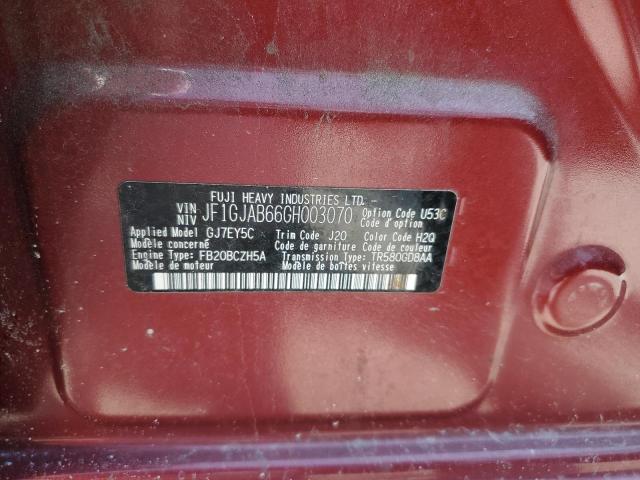 FUJI HEAVY INDUSTRIES LTD.
VIN NIV JF1GJAB66GH003070 Option Code U53C
Code d'option
Applied Model GJ7EY5C Trim Code J20 Color Code H2Q
Modèle concerné Code de garniture Code de couleur
Engine Type FB20BCZH5A Transmission Type TR580GD8AA
Modèle de moteur Modèle de boîtes vitesses